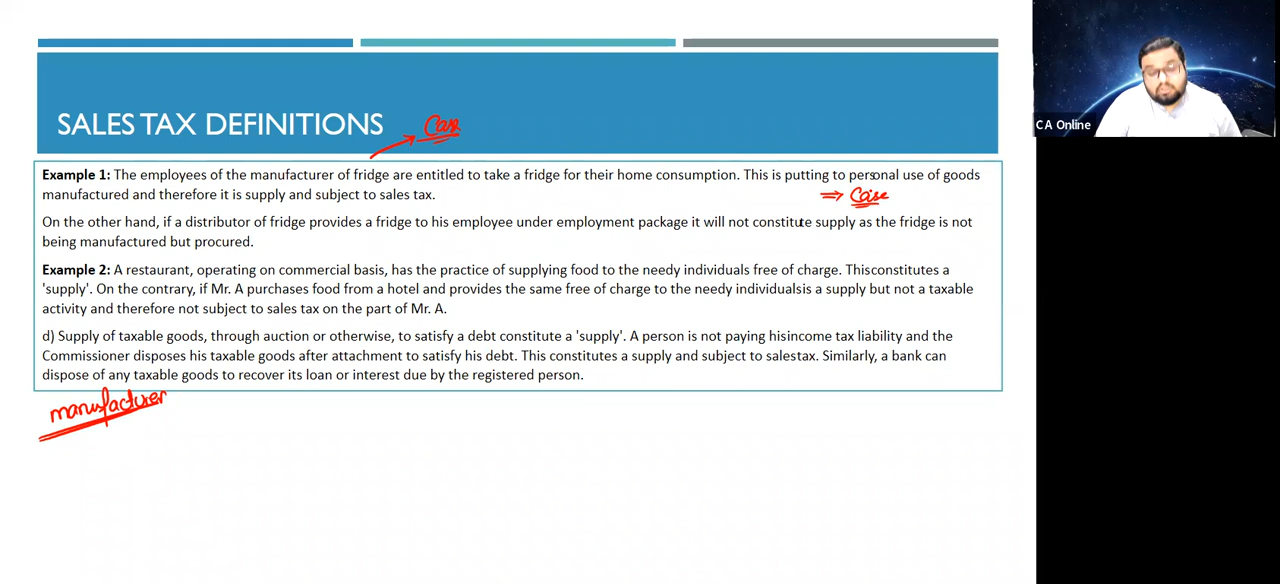 SALES TAX DEFINITIONS
Case
Example 1: The employees of the manufacturer of fridge are entitled to take a fridge for their home consumption. This is putting to personal use of goods
manufactured and therefore it is supply and subject to sales tax.
⇒ Case
On the other hand, if a distributor of fridge provides a fridge to his employee under employment package it will not constitute supply as the fridge is not
being manufactured but procured.
Example 2: A restaurant, operating on commercial basis, has the practice of supplying food to the needy individuals free of charge. Thisconstitutes a
'supply'. On the contrary, if Mr. A purchases food from a hotel and provides the same free of charge to the needy individualsis a supply but not a taxable
activity and therefore not subject to sales tax on the part of Mr. A.
d) Supply of taxable goods, through auction or otherwise, to satisfy a debt constitute a 'supply'. A person is not paying hisincome tax liability and the
Commissioner disposes his taxable goods after attachment to satisfy his debt. This constitutes a supply and subject to salestax. Similarly, a bank can
dispose of any taxable goods to recover its loan or interest due by the registered person.
manufacturer
CA Online